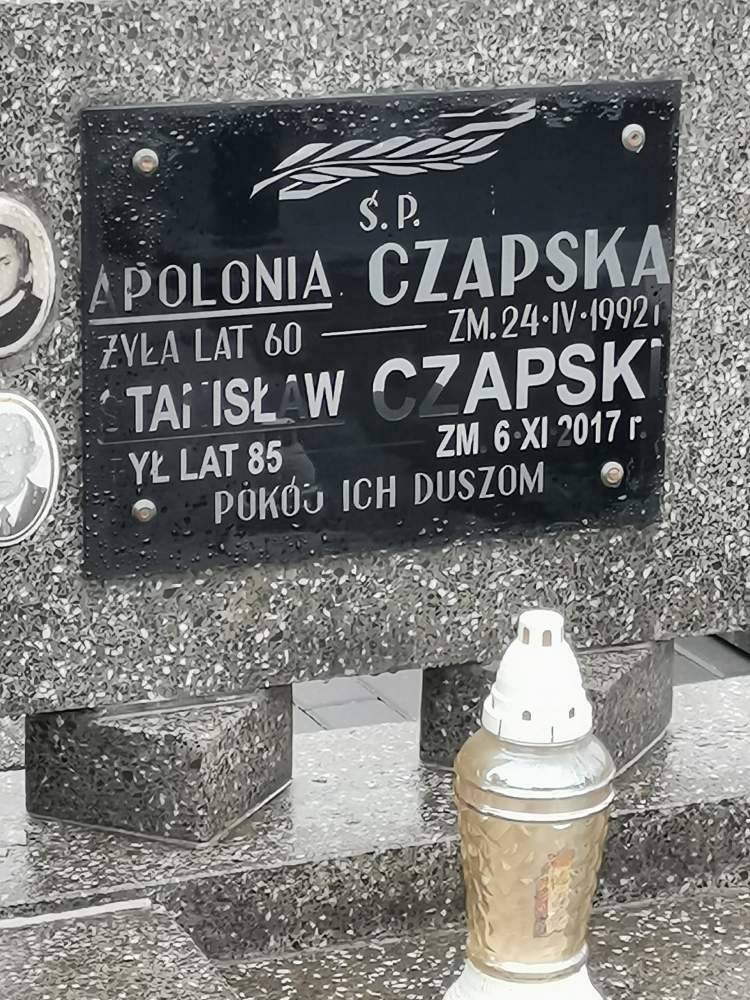 Ś. P.
APOLONIA CZAPSKA
ŻYŁA LAT 60 — ZM. 24·IV·1992 r
STANISŁAW CZAPSKI
ŻYŁ LAT 85 ZM. 6·XI 2017 r.
POKÓJ ICH DUSZOM